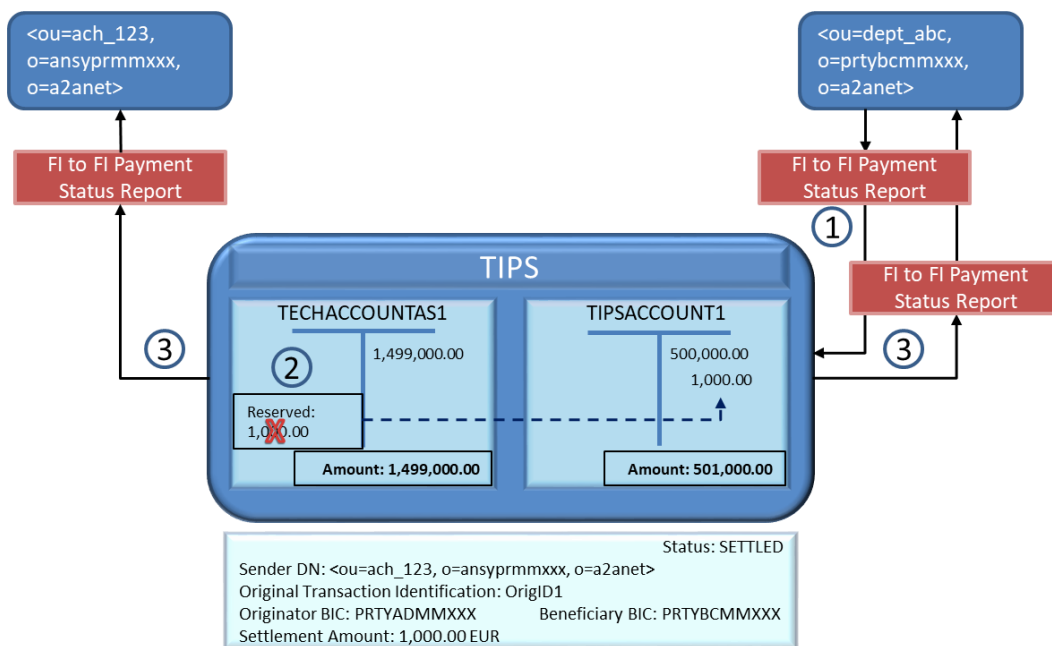 <ou=ach_123,
o=ansyprmmxxx,
o=a2anet>
<ou=dept_abc,
o=prtybcmmxxx,
o=a2anet>
FI to FI Payment
Status Report
FI to FI Payment
Status Report
1
FI to FI Payment
Status Report
TIPS
TECHACCOUNTAS1
TIPSACCOUNT1
3
2
1,499,000.00
500,000.00
1,000.00
3
Reserved:
1,000.00
Amount: 1,499,000.00
Amount: 501,000.00
Status: SETTLED
Sender DN: <ou=ach_123, o=ansyprmmxxx, o=a2anet>
Original Transaction Identification: OrigID1
Originator BIC: PRTYADMMXXX Beneficiary BIC: PRTYBCMMXXX
Settlement Amount: 1,000.00 EUR